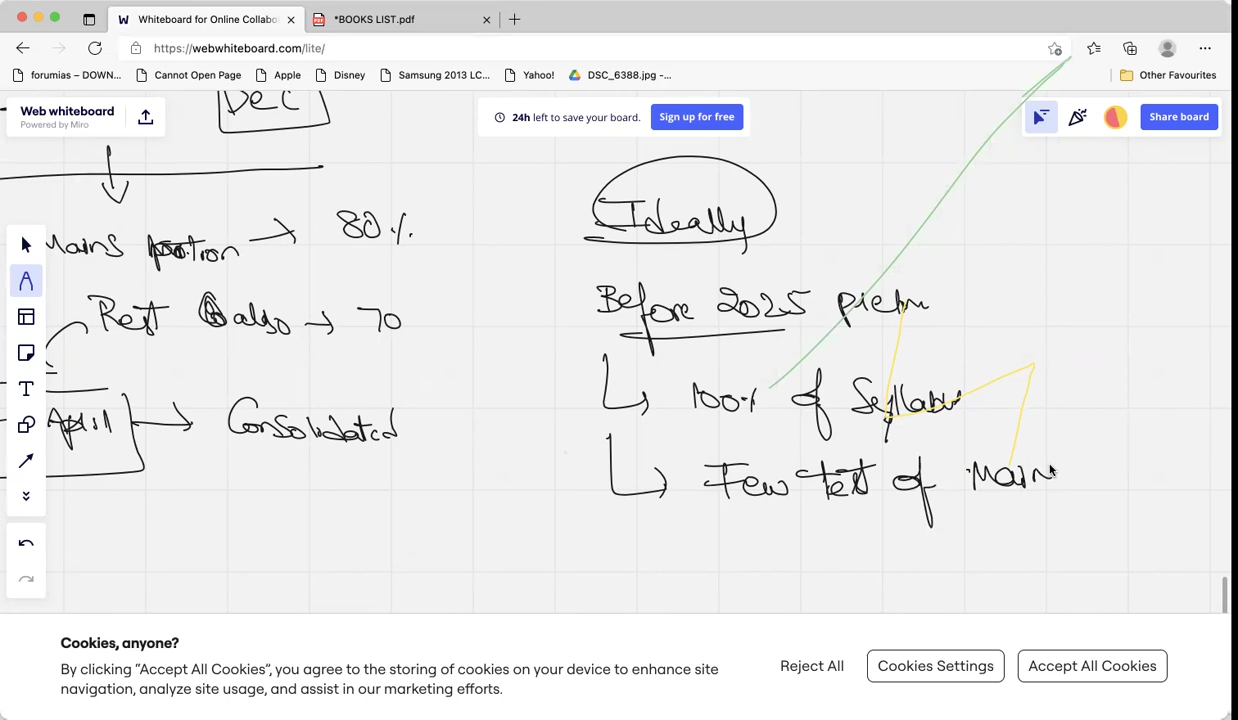 Whiteboard for Online Collabo
*BOOKS LIST.pdf
https://webwhiteboard.com/lite/
forumias – DOWN...
Cannot Open Page
Apple
Disney
Samsung 2013 LC...
Yahoo!
DSC_6388.jpg -...
Other Favourites
Web whiteboard
Powered by Miro
24h left to save your board.
Sign up for free
Share board
Dec
Mains portion → 80%
Rest also → 70
April → Consolidated
Ideally
Before 2025
100% of Syllabus
Few test of Main
Cookies, anyone?
By clicking “Accept All Cookies”, you agree to the storing of cookies on your device to enhance site
navigation, analyze site usage, and assist in our marketing efforts.
Reject All
Cookies Settings
Accept All Cookies